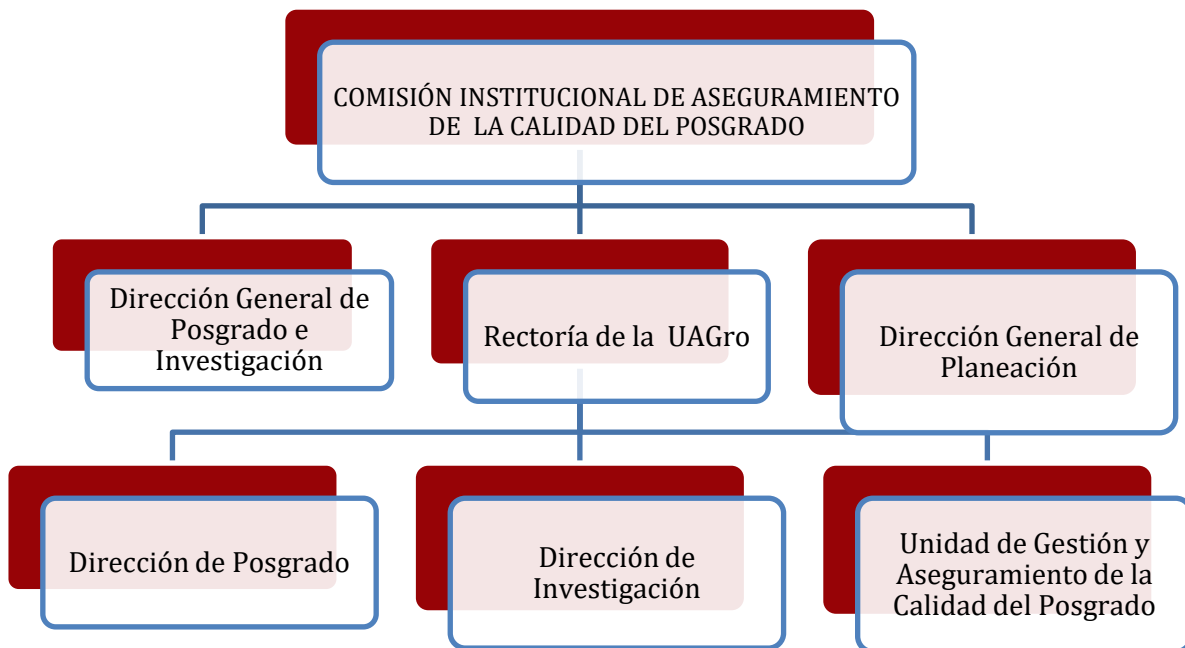 COMISIÓN INSTITUCIONAL DE ASEGURAMIENTO
DE LA CALIDAD DEL POSGRADO
Dirección General de
Posgrado e
Investigación
Rectoría de la UAGro
Dirección General de
Planeación
Dirección de Posgrado
Dirección de
Investigación
Unidad de Gestión y
Aseguramiento de la
Calidad del Posgrado